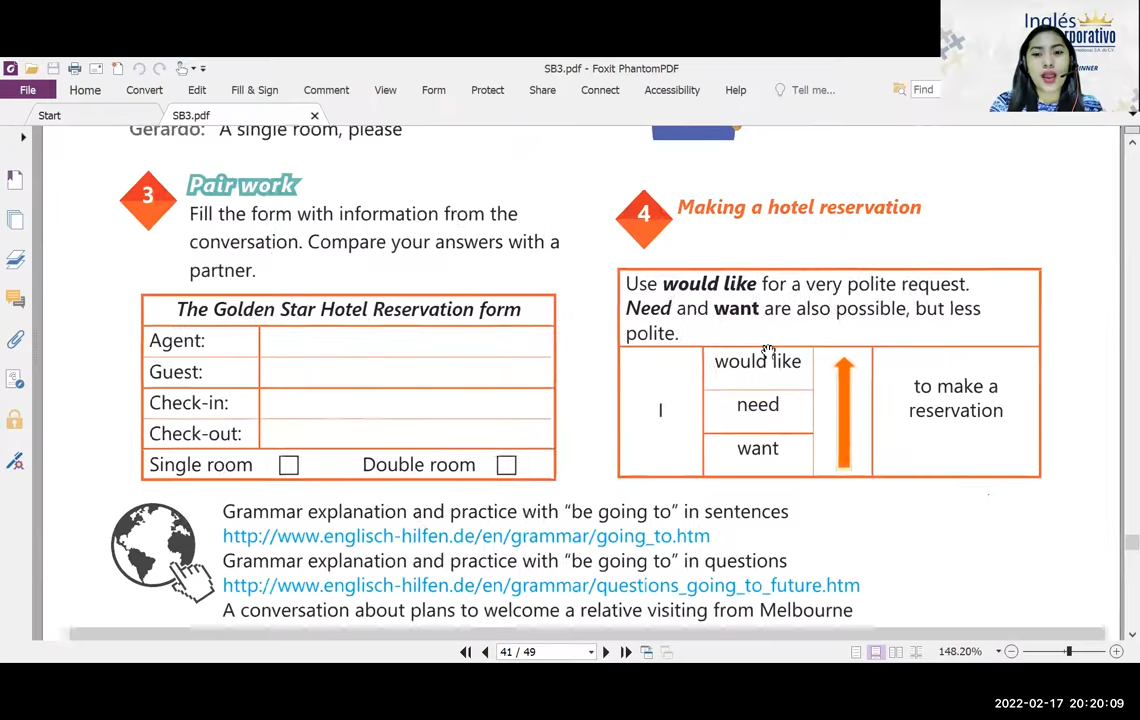 SB3.pdf - Foxit PhantomPDF
File Home Convert Edit Fill & Sign Comment View Form Protect Share Connect Accessibility Help Tell me... Find
Start SB3.pdf
Gerardo: A single room, please
3 Pair work
Fill the form with information from the
conversation. Compare your answers with a
partner.
The Golden Star Hotel Reservation form
Agent:
Guest:
Check-in:
Check-out:
Single room Double room
4 Making a hotel reservation
Use would like for a very polite request.
Need and want are also possible, but less
polite.
I
would like
need
want
to make a
reservation
Grammar explanation and practice with “be going to” in sentences
http://www.englisch-hilfen.de/en/grammar/going_to.htm
Grammar explanation and practice with “be going to” in questions
http://www.englisch-hilfen.de/en/grammar/questions_going_to_future.htm
A conversation about plans to welcome a relative visiting from Melbourne
41 / 49
148.20%
Inglés
2022-02-17 20:20:09